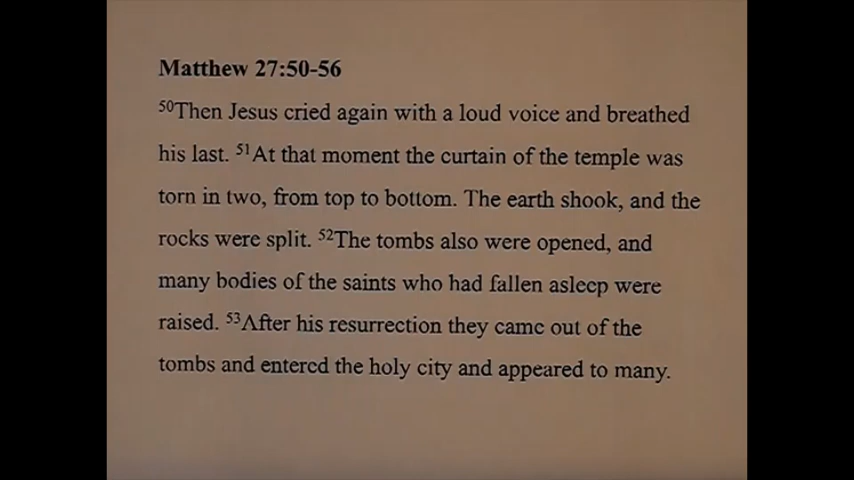 Matthew 27:50-56
50Then Jesus cried again with a loud voice and breathed
his last. 51At that moment the curtain of the temple was
torn in two, from top to bottom. The earth shook, and the
rocks were split. 52The tombs also were opened, and
many bodies of the saints who had fallen asleep were
raised. 53After his resurrection they came out of the
tombs and entered the holy city and appeared to many.